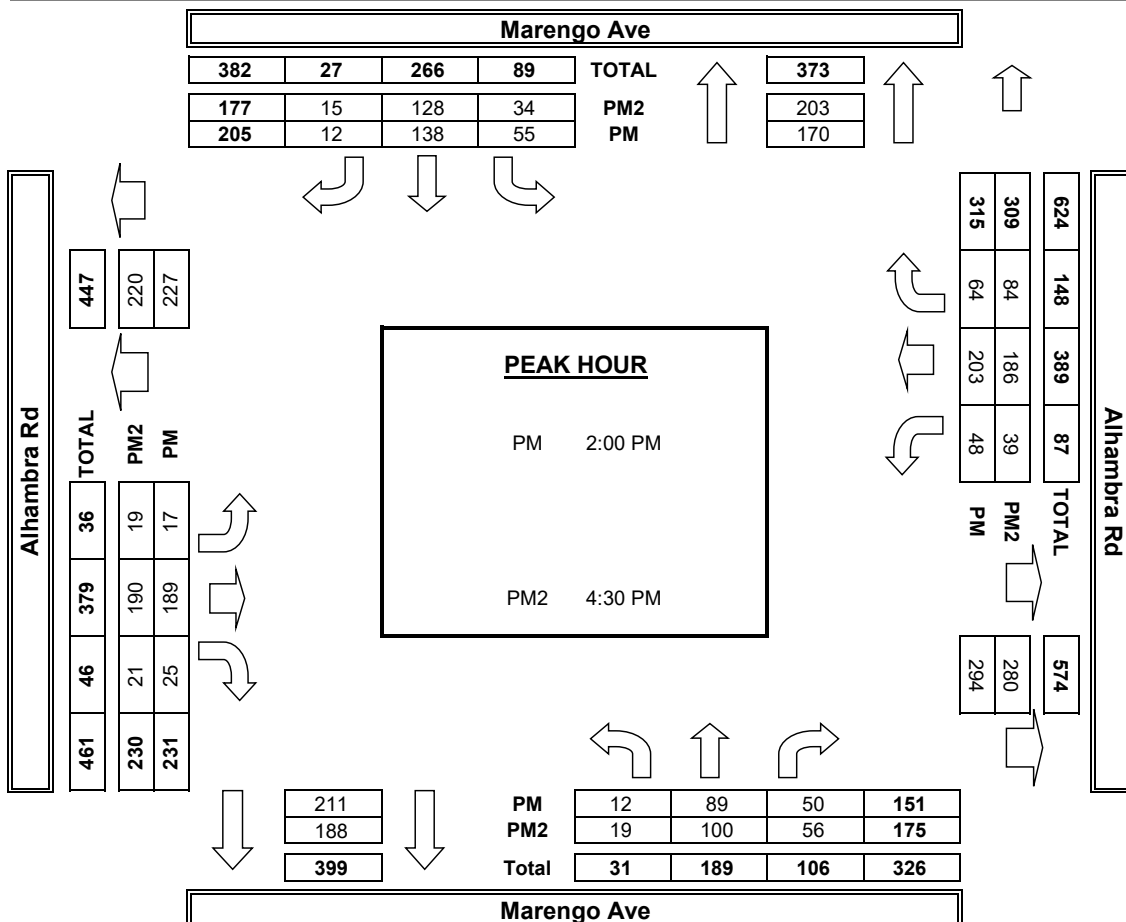 Marengo Ave
382 27 266 89 TOTAL 373
177 15 128 34 PM2 203
205 12 138 55 PM 170
Alhambra Rd
447
220
227
TOTAL
PM2
PM
36 379 46 461
19 190 21 230
17 189 25 231
PEAK HOUR
PM 2:00 PM
PM2 4:30 PM
624 148 389 87 TOTAL
309 84 186 39 PM2
315 64 203 48 PM
574
280
294
Alhambra Rd
211 PM 12 89 50 151
188 PM2 19 100 56 175
399 Total 31 189 106 326
Marengo Ave